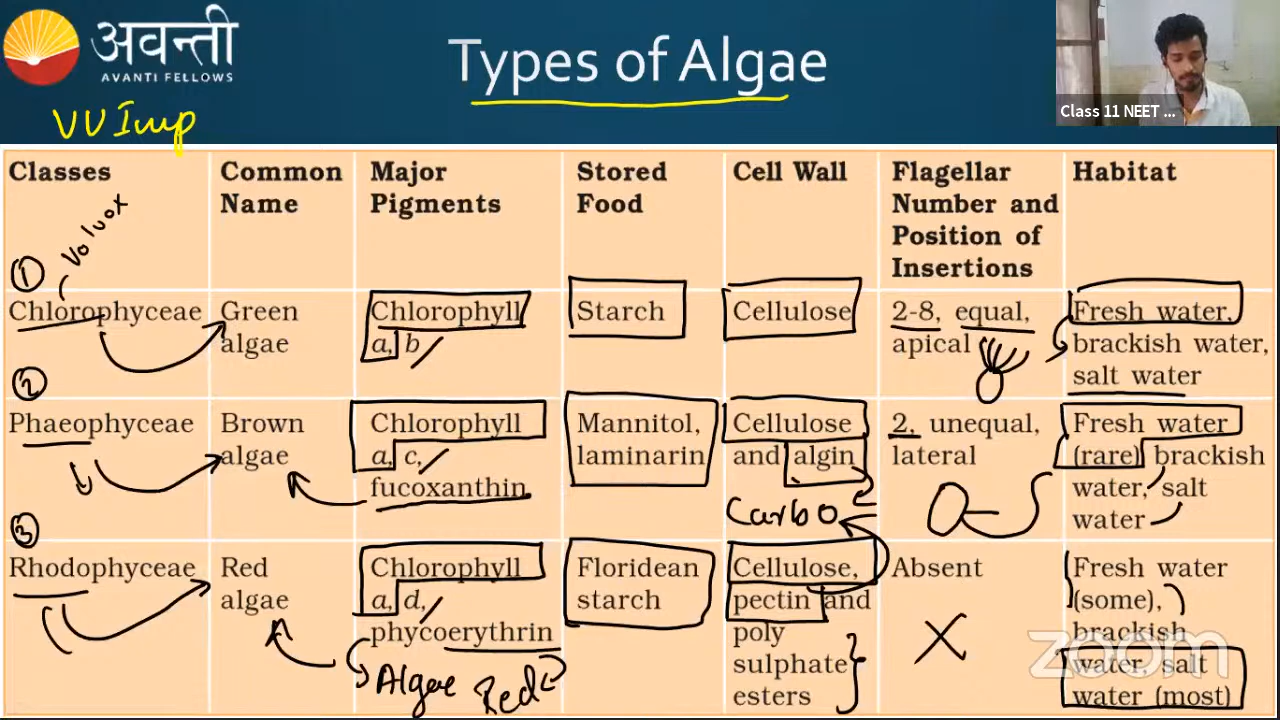 अवन्ती
AVANTI FELLOWS
Types of Algae
Class 11 NEET ...
VV Imp
Classes
Common Name
Major Pigments
Stored Food
Cell Wall
Flagellar Number and Position of Insertions
Habitat
Volvox
1
Chlorophyceae
Green
algae
Chlorophyll
a, b
Starch
Cellulose
2-8, equal,
apical
Fresh water,
brackish water,
salt water
2
Phaeophyceae
Brown
algae
Chlorophyll
a, c,
fucoxanthin
Mannitol,
laminarin
Cellulose
and algin
Carbo
2, unequal,
lateral
Fresh water
(rare) brackish
water, salt
water
3
Rhodophyceae
Red
algae
Chlorophyll
a, d,
phycoerythrin
Algae Red
Floridean
starch
Cellulose,
pectin and
poly
sulphate
esters
Absent
Fresh water
(some),
brackish
water, salt
water (most)
zoom